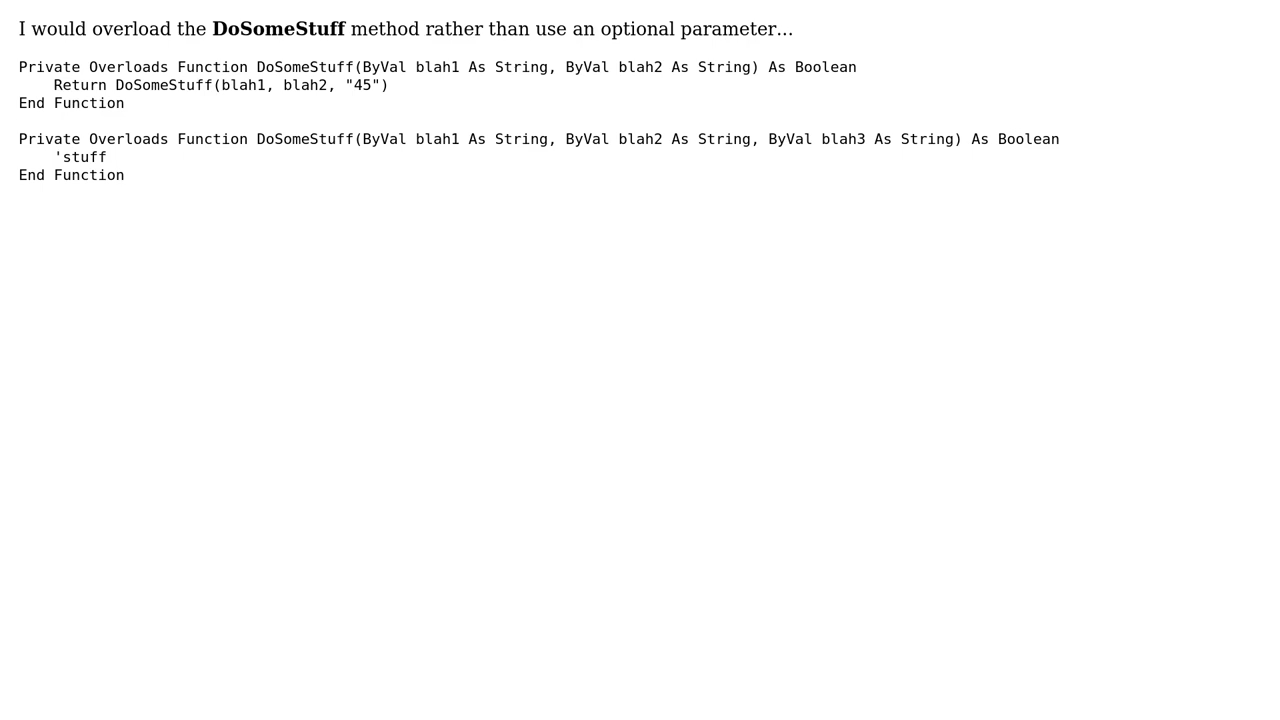 I would overload the DoSomeStuff method rather than use an optional parameter...
Private Overloads Function DoSomeStuff(ByVal blah1 As String, ByVal blah2 As String) As Boolean
    Return DoSomeStuff(blah1, blah2, "45")
End Function

Private Overloads Function DoSomeStuff(ByVal blah1 As String, ByVal blah2 As String, ByVal blah3 As String) As Boolean
    'stuff
End Function